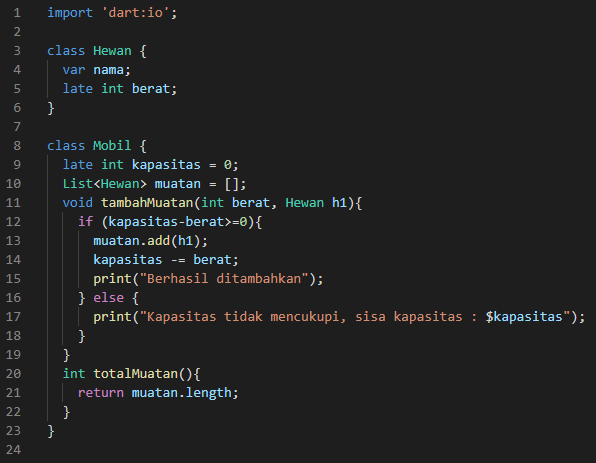 1 import 'dart:io';
2
3 class Hewan {
4   var nama;
5   late int berat;
6 }
7
8 class Mobil {
9   late int kapasitas = 0;
10   List<Hewan> muatan = [];
11   void tambahMuatan(int berat, Hewan h1){
12     if (kapasitas-berat>=0){
13       muatan.add(h1);
14       kapasitas -= berat;
15       print("Berhasil ditambahkan");
16     } else {
17       print("Kapasitas tidak mencukupi, sisa kapasitas : $kapasitas");
18     }
19   }
20   int totalMuatan(){
21     return muatan.length;
22   }
23 }
24